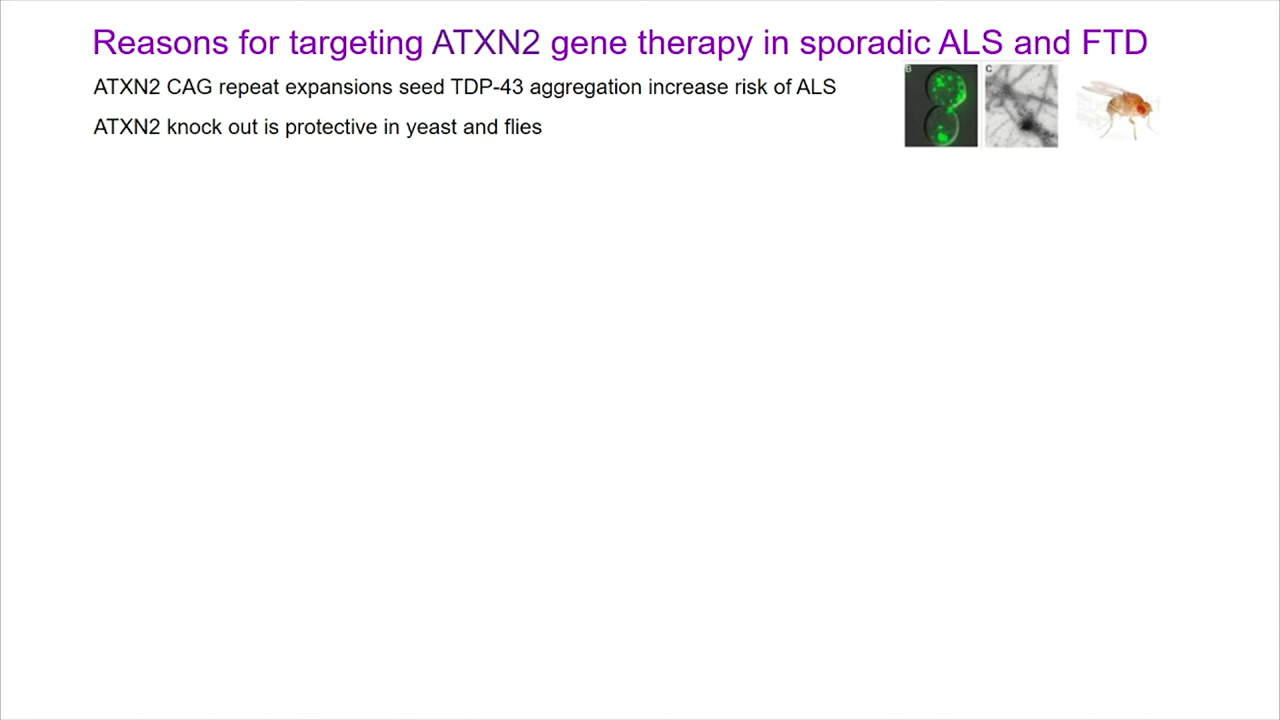 Reasons for targeting ATXN2 gene therapy in sporadic ALS and FTD
ATXN2 CAG repeat expansions seed TDP-43 aggregation increase risk of ALS
ATXN2 knock out is protective in yeast and flies
B
C